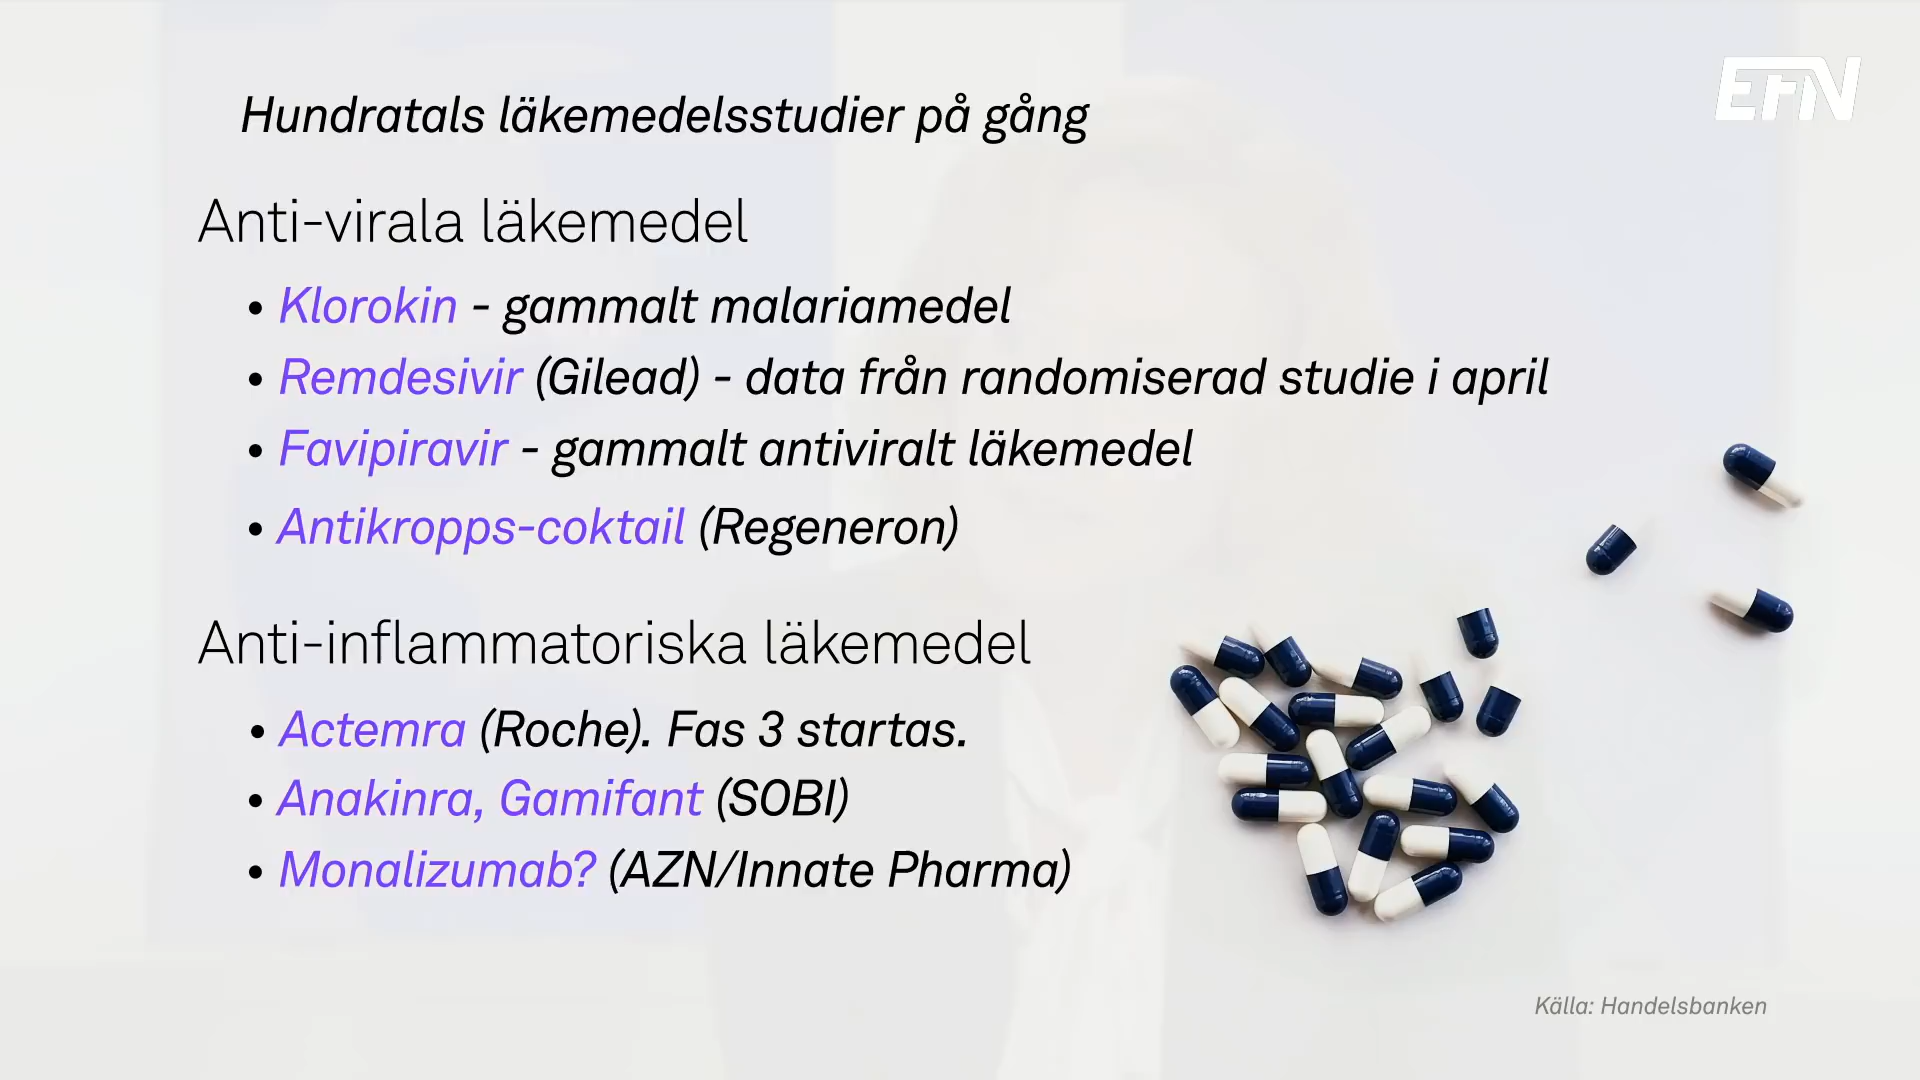 EFN
Hundratals läkemedelsstudier på gång
Anti-virala läkemedel
• Klorokin - gammalt malariamedel
• Remdesivir (Gilead) - data från randomiserad studie i april
• Favipiravir - gammalt antiviralt läkemedel
• Antikropps-coktail (Regeneron)
Anti-inflammatoriska läkemedel
• Actemra (Roche). Fas 3 startas.
• Anakinra, Gamifant (SOBI)
• Monalizumab? (AZN/Innate Pharma)
Källa: Handelsbanken